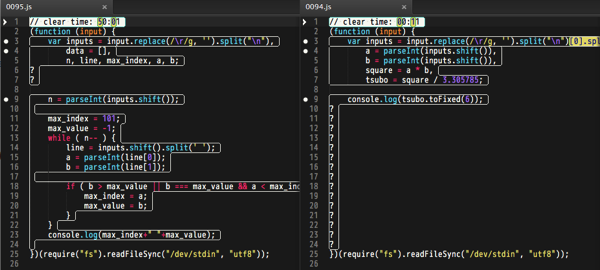 0095.js
1 // clear time: 50:01
2 (function (input) {
3 var inputs = input.replace(/\r/g, '').split("\n"),
4 data = [],
5 n, line, max_index, a, b;
6 ?
7 ?
8
9 n = parseInt(inputs.shift());
10
11 max_index = 101;
12 max_value = -1;
13 while ( n-- ) {
14 line = inputs.shift().split(' ');
15 a = parseInt(line[0]);
16 b = parseInt(line[1]);
17
18 if ( b > max_value || b === max_value && a < max_ind
19 max_index = a;
20 max_value = b;
21 }
22 }
23 console.log(max_index+" "+max_value);
24
25 })(require("fs").readFileSync("/dev/stdin", "utf8"));
26
0094.js
1 // clear time: 00:11
2 (function (input) {
3 var inputs = input.replace(/\r/g, '').split("\n")[0].spl
4 a = parseInt(inputs.shift()),
5 b = parseInt(inputs.shift()),
6 square = a * b,
7 tsubo = square / 3.305785;
8
9 console.log(tsubo.toFixed(6));
10 ?
11 ?
12 ?
13 ?
14 ?
15 ?
16 ?
17 ?
18 ?
19 ?
20 ?
21 ?
22 ?
23 ?
24 ?
25 })(require("fs").readFileSync("/dev/stdin", "utf8"));
26